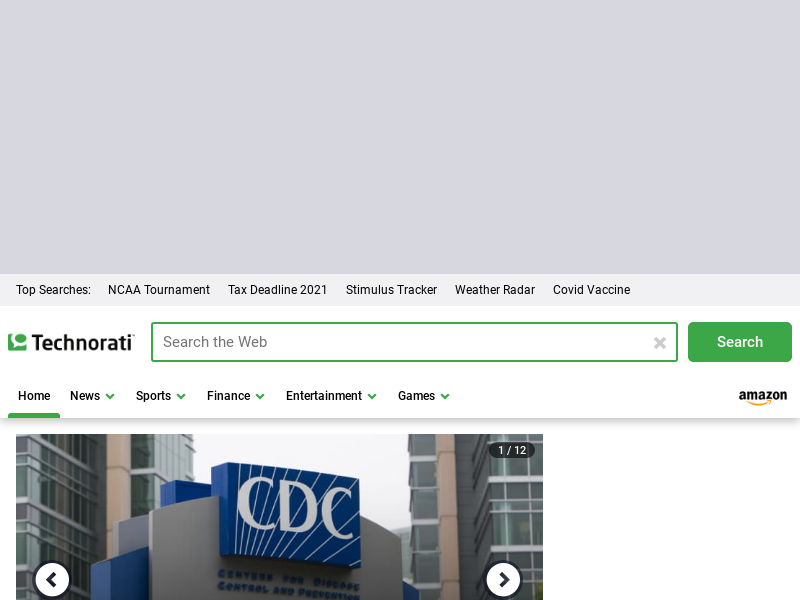 Top Searches: NCAA Tournament Tax Deadline 2021 Stimulus Tracker Weather Radar Covid Vaccine
Technorati
Search the Web
Search
Home News Sports Finance Entertainment Games
amazon
1 / 12
CDC
Centers for Disease
Control and Prevention